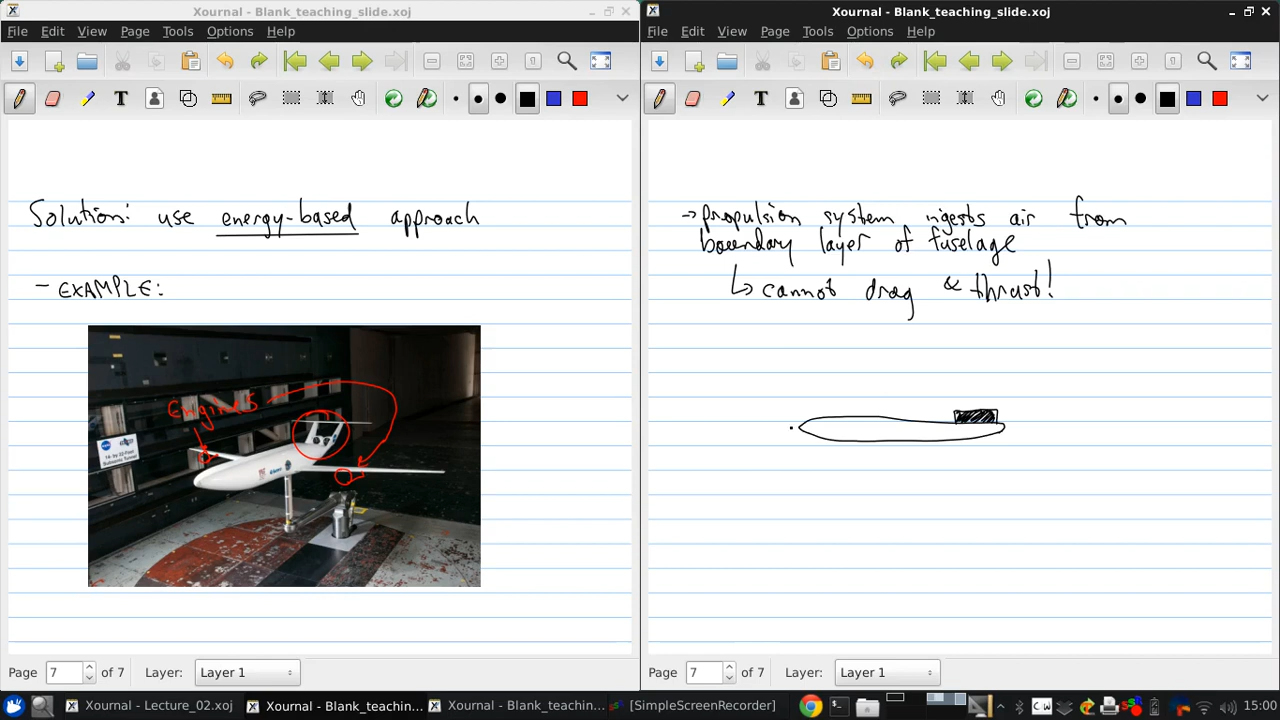 Xournal - Blank_teaching_slide.xoj
File Edit View Page Tools Options Help
Solution: use energy-based approach
- EXAMPLE:
Engines
Page 7 of 7 Layer: Layer 1
Xournal - Blank_teaching_slide.xoj
File Edit View Page Tools Options Help
→ propulsion system ingests air from
boundary layer of fuselage
↳ cannot drag & thrust!
Page 7 of 7 Layer: Layer 1
Xournal - Lecture_02.xoj Xournal - Blank_teachin... Xournal - Blank_teachin... [SimpleScreenRecorder] 15:00